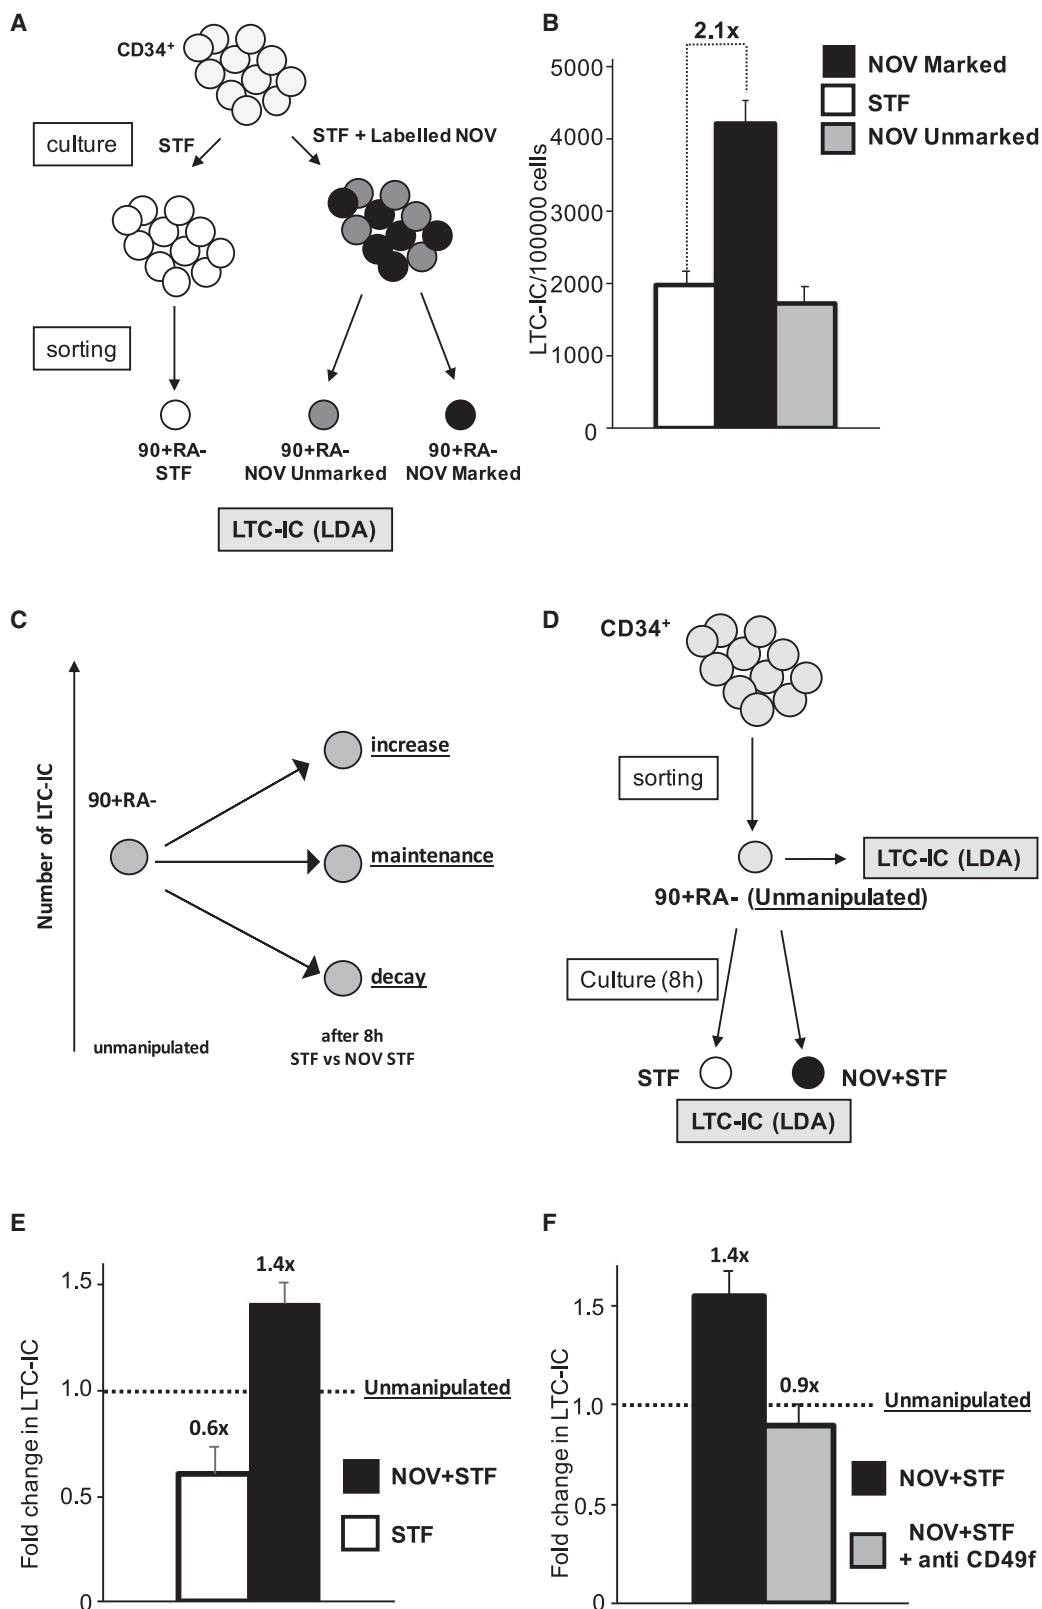 A
CD34+
culture
STF
STF + Labelled NOV
sorting
90+RA-
STF
90+RA-
NOV Unmarked
90+RA-
NOV Marked
LTC-IC (LDA)
B
2.1x
NOV Marked
STF
NOV Unmarked
LTC-IC/100000 cells
5000
4000
3000
2000
1000
0
C
Number of LTC-IC
90+RA-
increase
maintenance
decay
unmanipulated
after 8h
STF vs NOV STF
D
CD34+
sorting
LTC-IC (LDA)
90+RA- (Unmanipulated)
Culture (8h)
STF
NOV+STF
LTC-IC (LDA)
E
Fold change in LTC-IC
1.5
1.0
0.5
0
1.4x
0.6x
Unmanipulated
NOV+STF
STF
F
Fold change in LTC-IC
1.5
1.0
0.5
0
1.4x
0.9x
Unmanipulated
NOV+STF
NOV+STF
+ anti CD49f